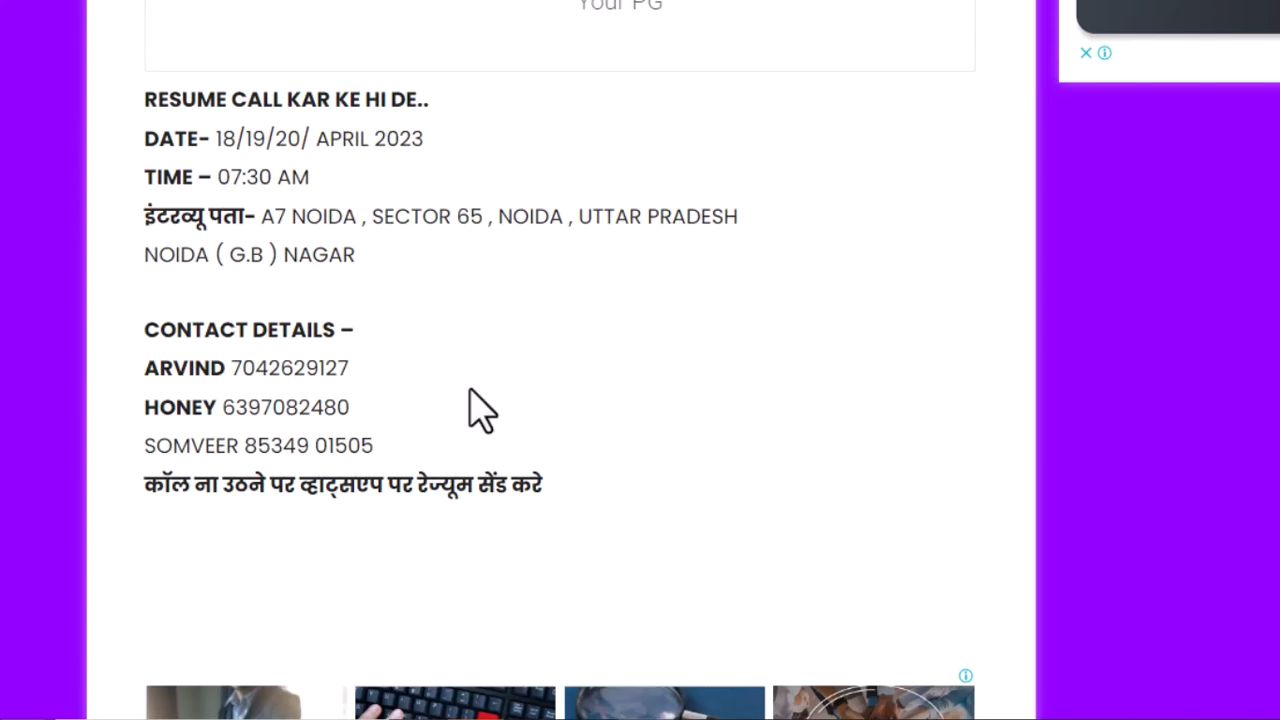 Your PG
RESUME CALL KAR KE HI DE..
DATE- 18/19/20/ APRIL 2023
TIME – 07:30 AM
इंटरव्यू पता- A7 NOIDA , SECTOR 65 , NOIDA , UTTAR PRADESH
NOIDA ( G.B ) NAGAR
CONTACT DETAILS –
ARVIND 7042629127
HONEY 6397082480
SOMVEER 85349 01505
कॉल ना उठने पर व्हाट्सएप पर रेज्यूम सेंड करे